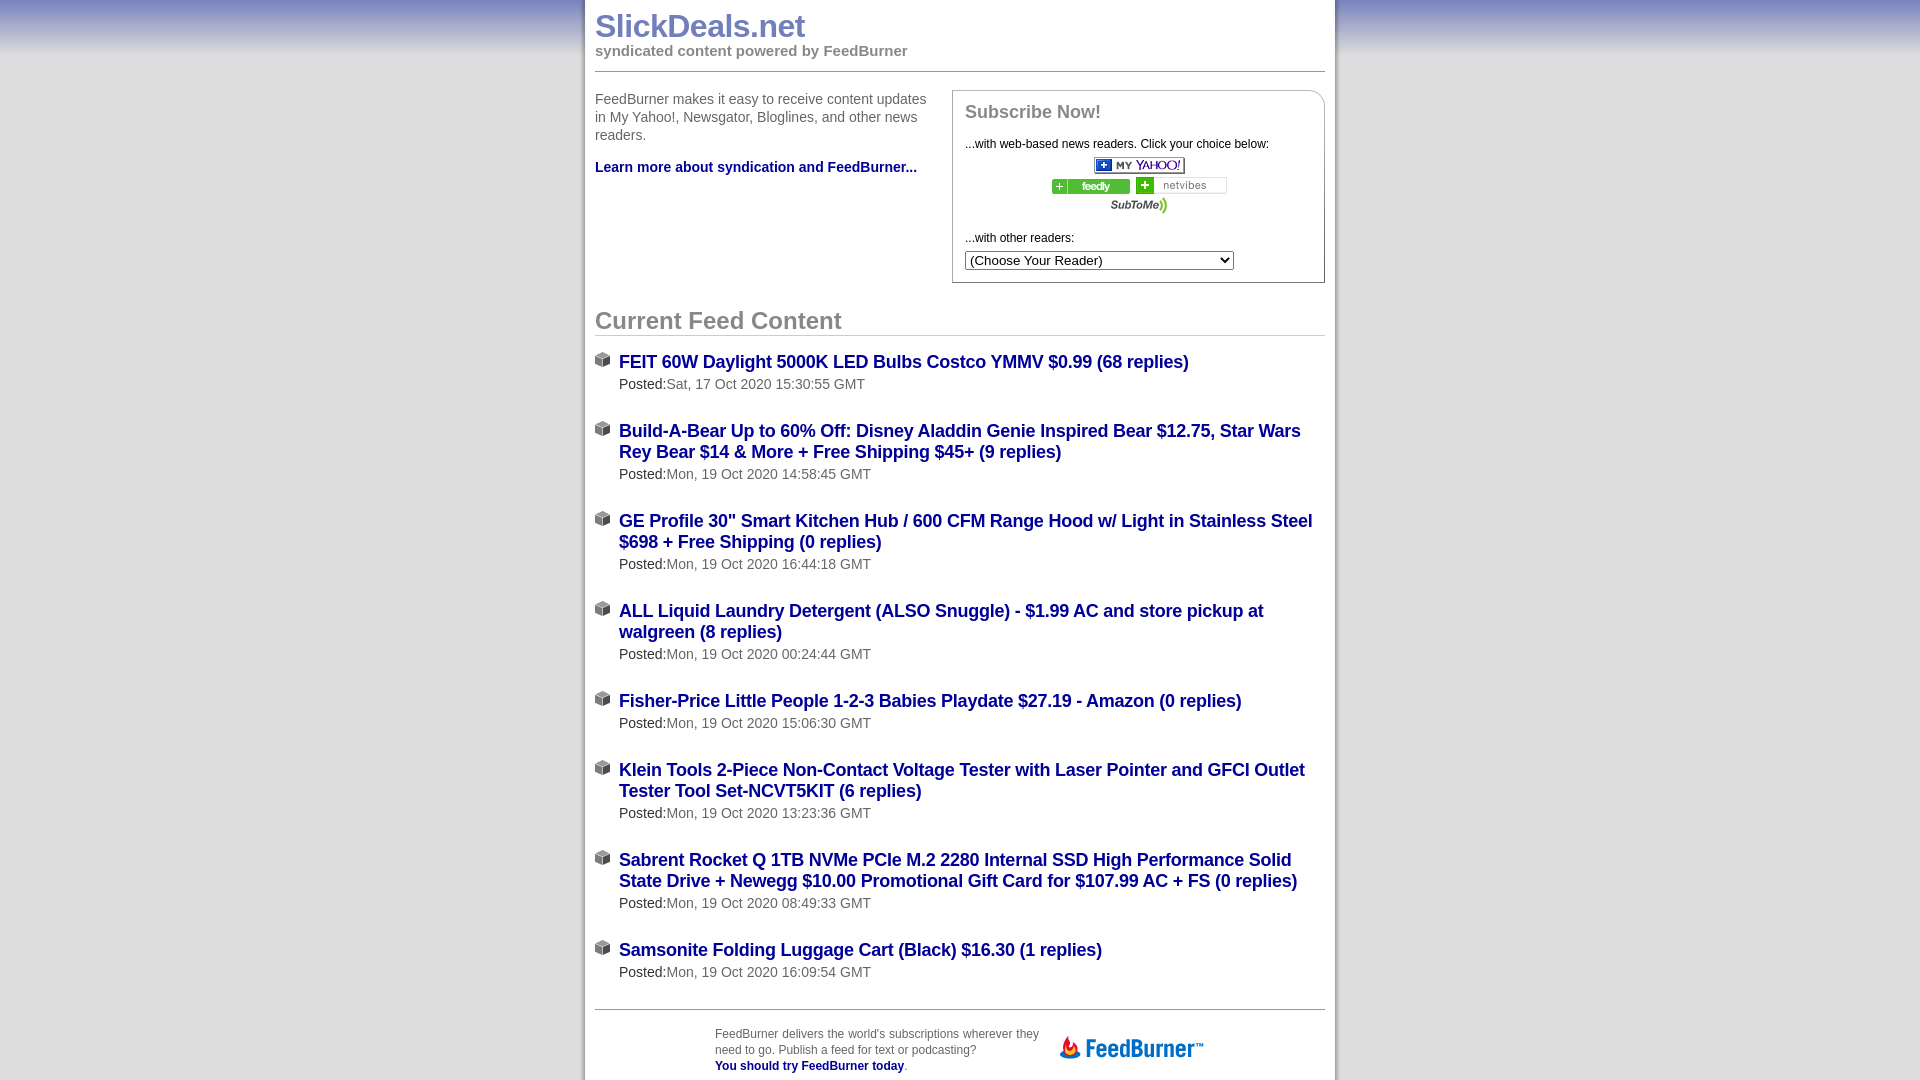 SlickDeals.net
syndicated content powered by FeedBurner
FeedBurner makes it easy to receive content updates
in My Yahoo!, Newsgator, Bloglines, and other news
readers.
Learn more about syndication and FeedBurner...
Subscribe Now!
...with web-based news readers. Click your choice below:
MY YAHOO!
feedly
netvibes
SubToMe
...with other readers:
(Choose Your Reader)
Current Feed Content
FEIT 60W Daylight 5000K LED Bulbs Costco YMMV $0.99 (68 replies)
Posted:Sat, 17 Oct 2020 15:30:55 GMT
Build-A-Bear Up to 60% Off: Disney Aladdin Genie Inspired Bear $12.75, Star Wars
Rey Bear $14 & More + Free Shipping $45+ (9 replies)
Posted:Mon, 19 Oct 2020 14:58:45 GMT
GE Profile 30" Smart Kitchen Hub / 600 CFM Range Hood w/ Light in Stainless Steel
$698 + Free Shipping (0 replies)
Posted:Mon, 19 Oct 2020 16:44:18 GMT
ALL Liquid Laundry Detergent (ALSO Snuggle) - $1.99 AC and store pickup at
walgreen (8 replies)
Posted:Mon, 19 Oct 2020 00:24:44 GMT
Fisher-Price Little People 1-2-3 Babies Playdate $27.19 - Amazon (0 replies)
Posted:Mon, 19 Oct 2020 15:06:30 GMT
Klein Tools 2-Piece Non-Contact Voltage Tester with Laser Pointer and GFCI Outlet
Tester Tool Set-NCVT5KIT (6 replies)
Posted:Mon, 19 Oct 2020 13:23:36 GMT
Sabrent Rocket Q 1TB NVMe PCIe M.2 2280 Internal SSD High Performance Solid
State Drive + Newegg $10.00 Promotional Gift Card for $107.99 AC + FS (0 replies)
Posted:Mon, 19 Oct 2020 08:49:33 GMT
Samsonite Folding Luggage Cart (Black) $16.30 (1 replies)
Posted:Mon, 19 Oct 2020 16:09:54 GMT
FeedBurner delivers the world's subscriptions wherever they
need to go. Publish a feed for text or podcasting?
You should try FeedBurner today.
FeedBurner™